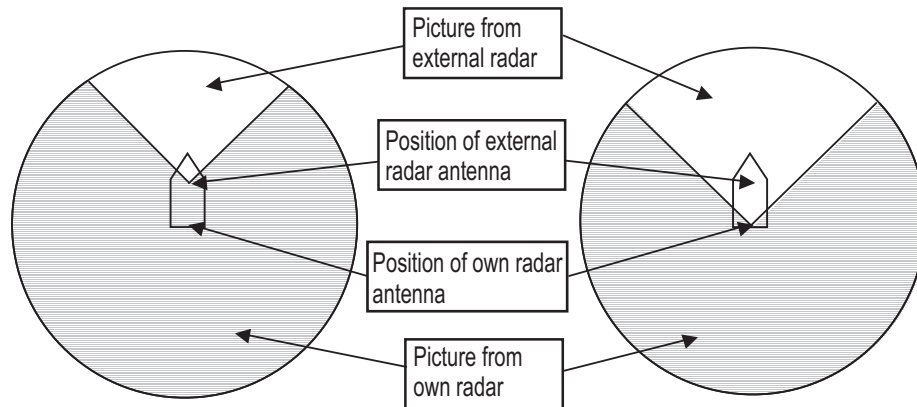 Picture from
external radar
Position of external
radar antenna
Position of own radar
antenna
Picture from
own radar